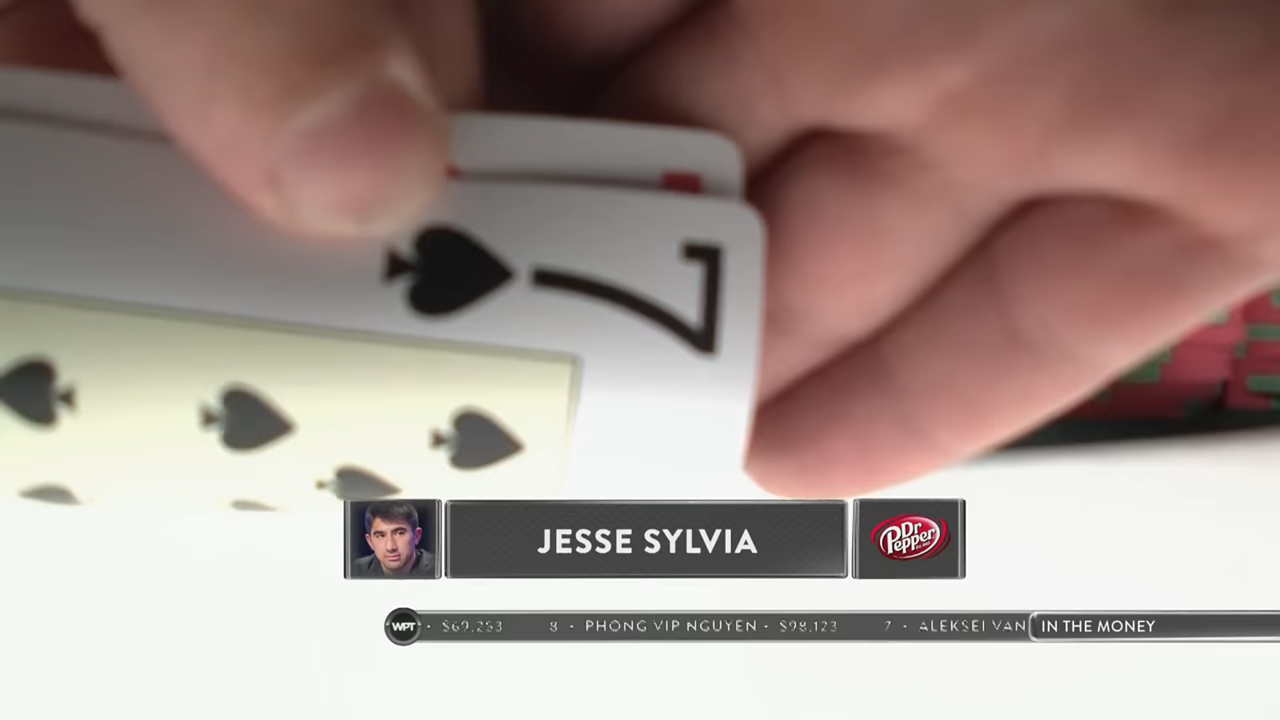 7
JESSE SYLVIA
Dr Pepper
WPT · $69,253 8 · PHONG VIP NGUYEN · $98,123 7 · ALEKSEI VAN IN THE MONEY